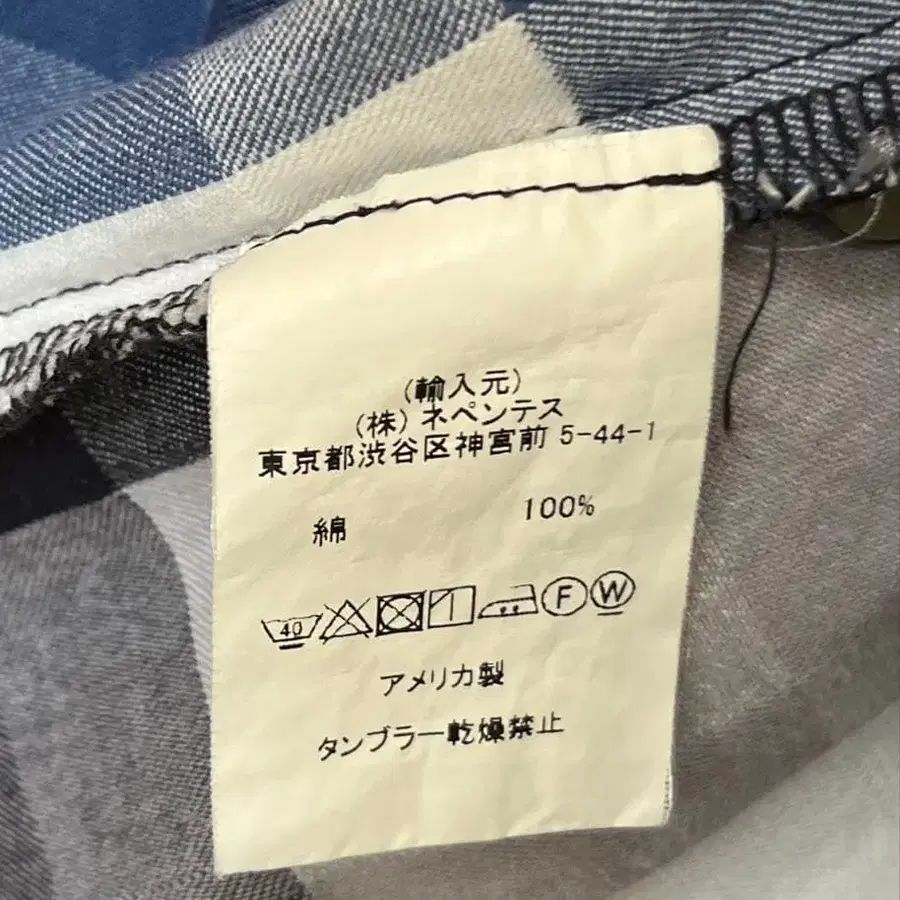 (輸入元)
(株) ネペンテス
東京都渋谷区神宮前 5-44-1
綿 100%
40 F W
アメリカ製
タンブラー乾燥禁止